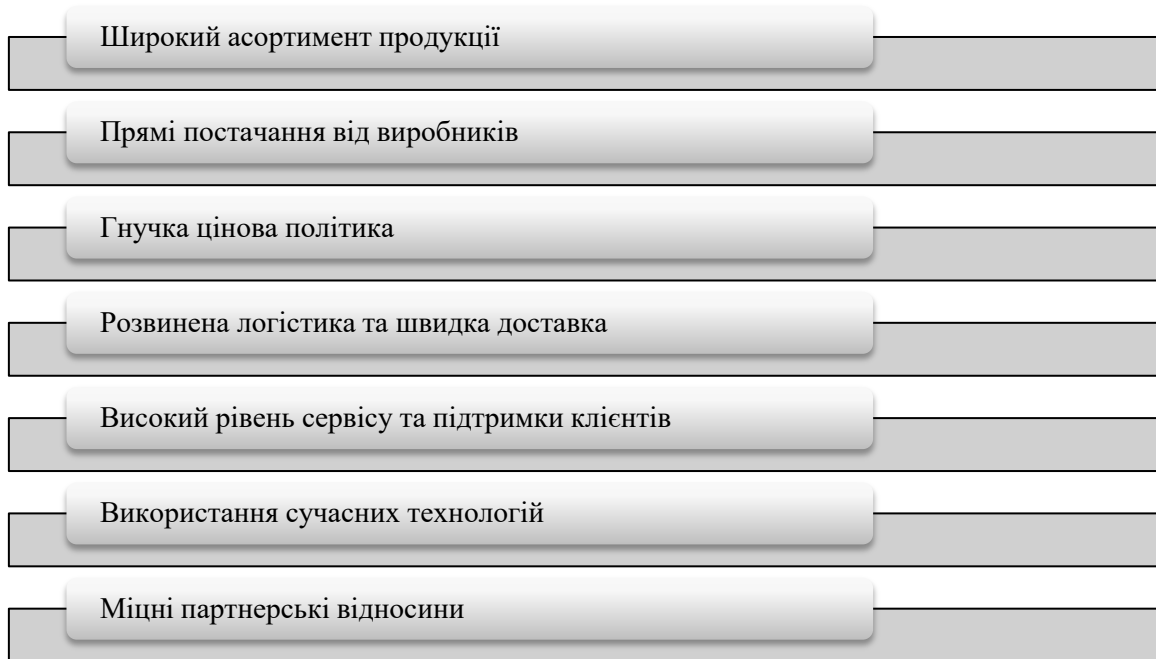 Широкий асортимент продукції
Прямі постачання від виробників
Гнучка цінова політика
Розвинена логістика та швидка доставка
Високий рівень сервісу та підтримки клієнтів
Використання сучасних технологій
Міцні партнерські відносини